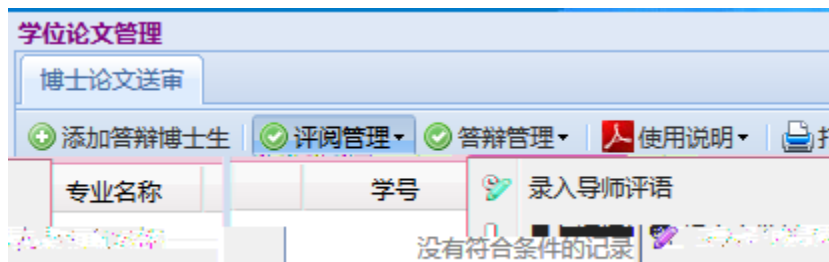 学位论文管理
博士论文送审
添加答辩博士生 评阅管理 答辩管理 使用说明
专业名称 学号 录入导师评语
没有符合条件的记录